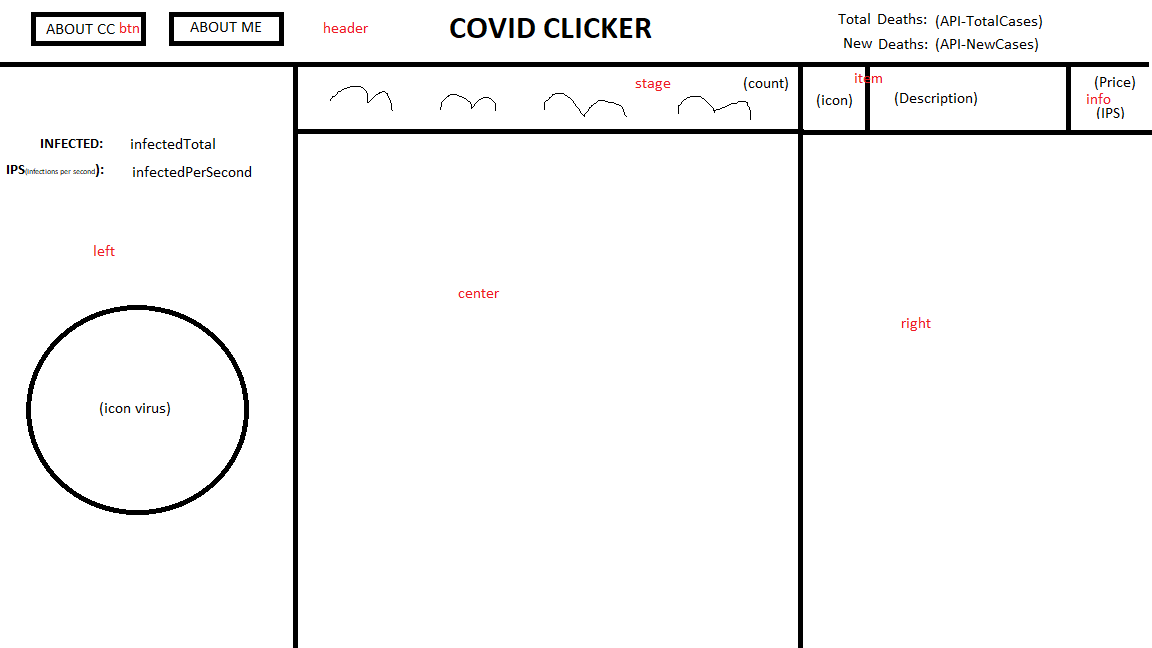 ABOUT CC btn
ABOUT ME
header
COVID CLICKER
Total Deaths: (API-TotalCases)
New Deaths: (API-NewCases)
stage
(count)
item
(icon)
(Description)
(Price)
info
(IPS)
INFECTED: infectedTotal
IPS(infections per second): infectedPerSecond
left
center
right
(icon virus)